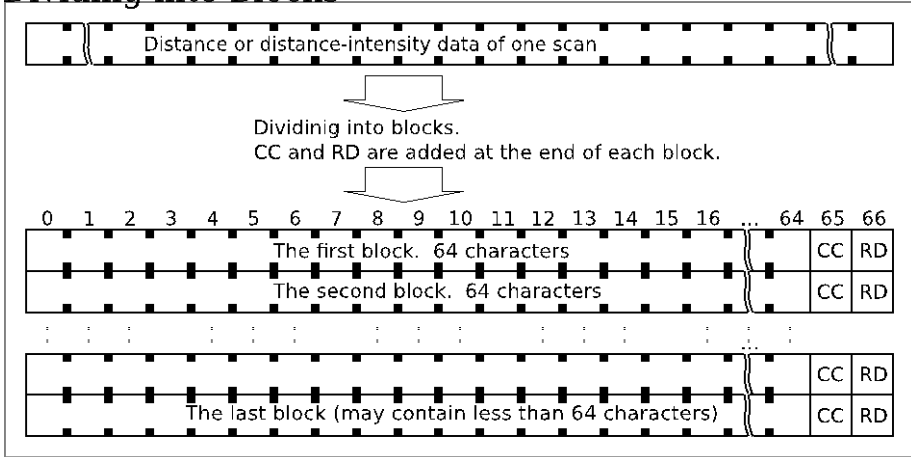 Dividing into Blocks
Distance or distance-intensity data of one scan
Dividinig into blocks.
CC and RD are added at the end of each block.
0 1 2 3 4 5 6 7 8 9 10 11 12 13 14 15 16 ... 64 65 66
The first block. 64 characters CC RD
The second block. 64 characters CC RD
...
CC RD
The last block (may contain less than 64 characters) CC RD